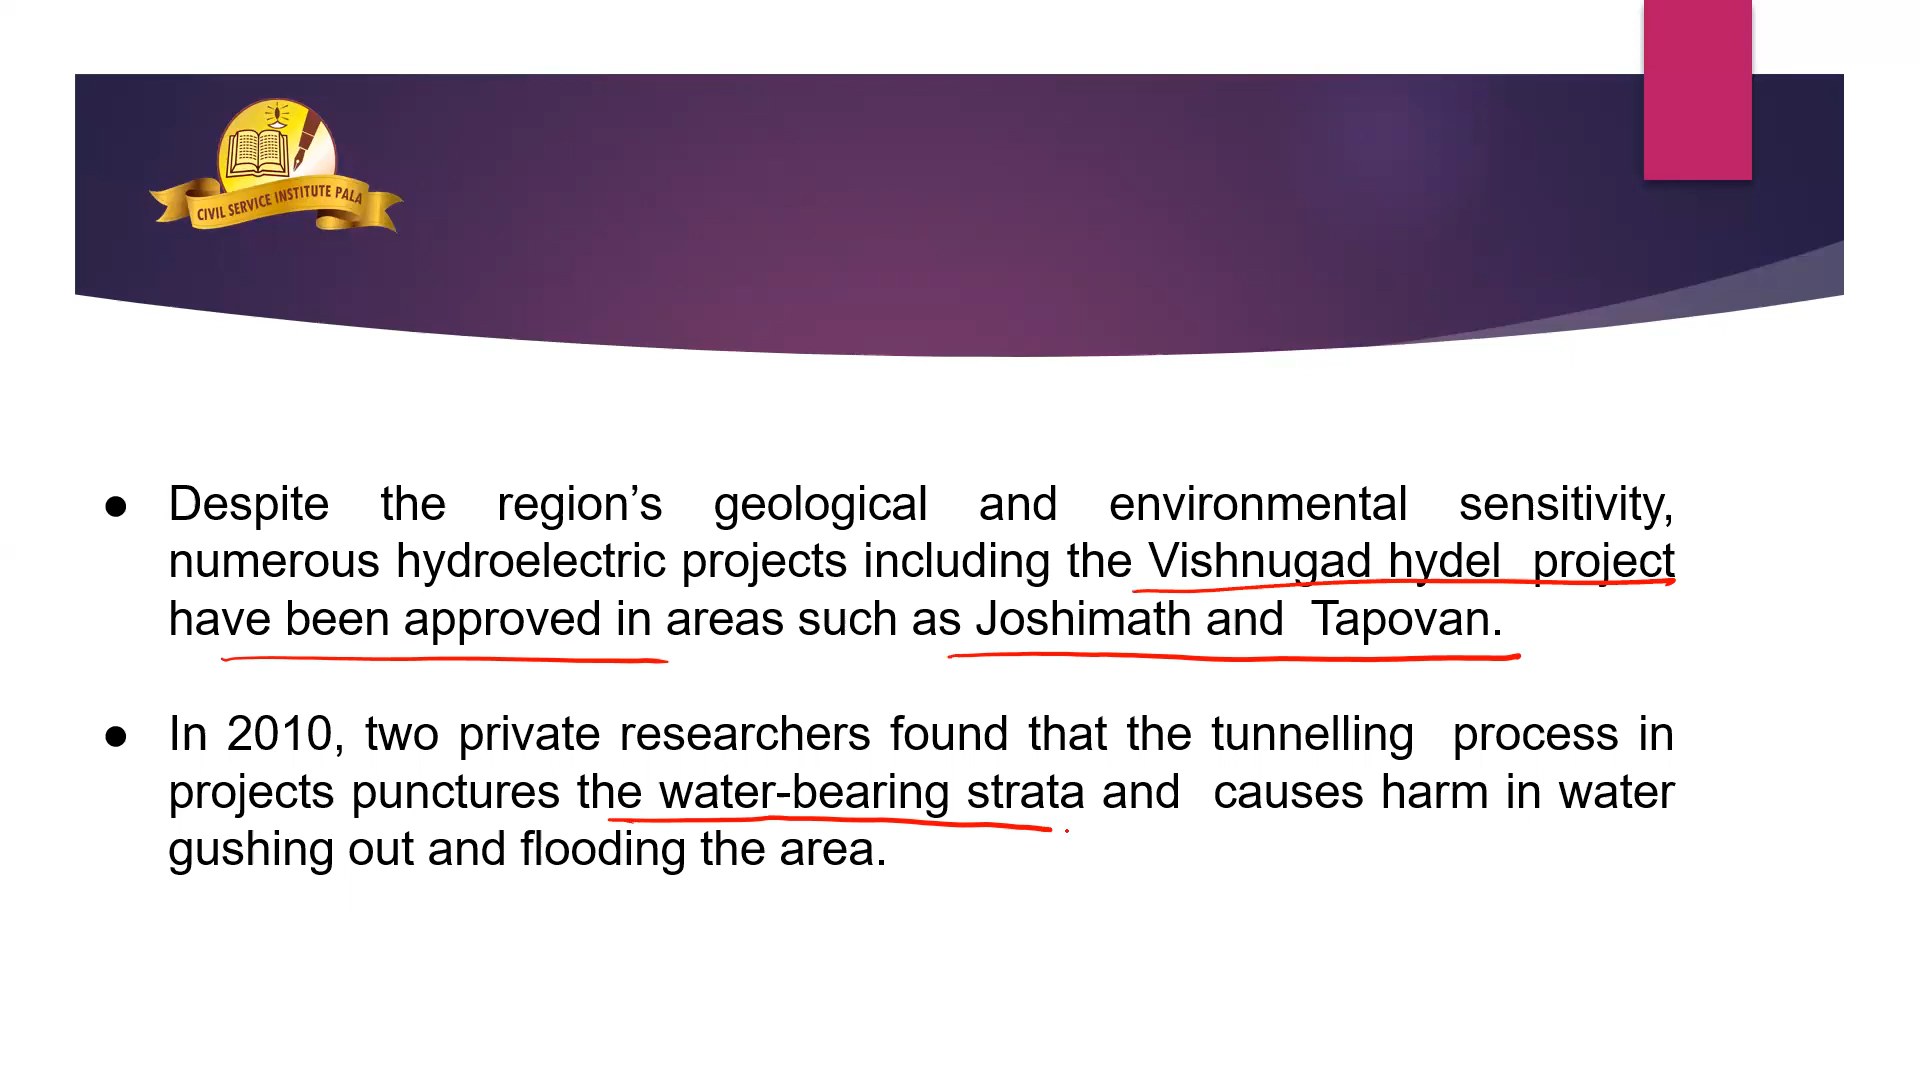 CIVIL SERVICE INSTITUTE PALA
● Despite the region’s geological and environmental sensitivity,
numerous hydroelectric projects including the Vishnugad hydel project
have been approved in areas such as Joshimath and Tapovan.
● In 2010, two private researchers found that the tunnelling process in
projects punctures the water-bearing strata and causes harm in water
gushing out and flooding the area.